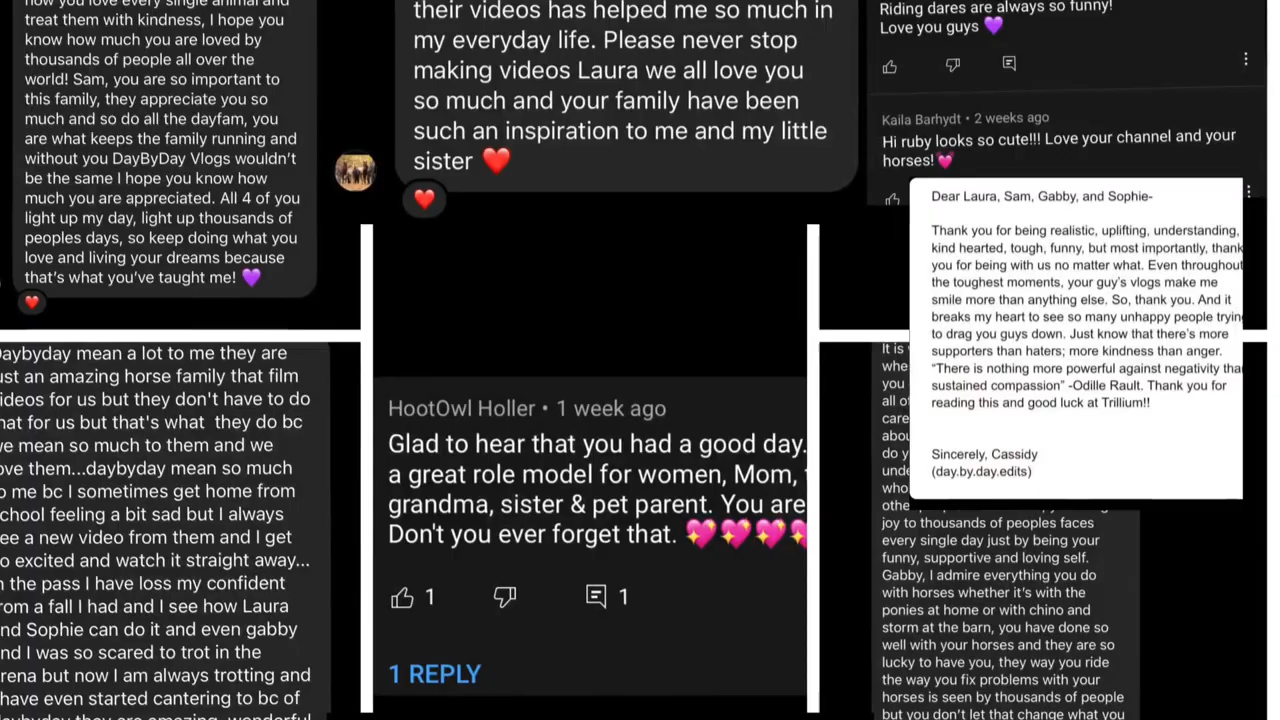 now you love every single animal and
treat them with kindness, I hope you
know how much you are loved by
thousands of people all over the
world! Sam, you are so important to
this family, they appreciate you so
much and so do all the dayfam, you
are what keeps the family running and
without you DayByDay Vlogs wouldn't
be the same I hope you know how
much you are appreciated. All 4 of you
light up my day, light up thousands of
peoples days, so keep doing what you
love and living your dreams because
that's what you've taught me! 💜
❤️
their videos has helped me so much in
my everyday life. Please never stop
making videos Laura we all love you
so much and your family have been
such an inspiration to me and my little
sister ❤️
❤️
Riding dares are always so funny!
Love you guys 💜
Kaila Barhydt • 2 weeks ago
Hi ruby looks so cute!!! Love your channel and your
horses!💓
Dear Laura, Sam, Gabby, and Sophie-
Thank you for being realistic, uplifting, understanding,
kind hearted, tough, funny, but most importantly, thank
you for being with us no matter what. Even throughout
the toughest moments, your guy's vlogs make me
smile more than anything else. So, thank you. And it
breaks my heart to see so many unhappy people tryin
to drag you guys down. Just know that there's more
supporters than haters; more kindness than anger.
"There is nothing more powerful against negativity tha
sustained compassion" -Odille Rault. Thank you for
reading this and good luck at Trillium!!
Sincerely, Cassidy
(day.by.day.edits)
Daybyday mean a lot to me they are
ust an amazing horse family that film
ideos for us but they don't have to do
hat for us but that's what they do bc
we mean so much to them and we
ove them...daybyday mean so much
o me bc I sometimes get home from
chool feeling a bit sad but I always
ee a new video from them and I get
o excited and watch it straight away...
n the pass I have loss my confident
rom a fall I had and I see how Laura
nd Sophie can do it and even gabby
nd I was so scared to trot in the
rena but now I am always trotting and
have even started cantering to bc of
daybyday they are amazing, wonderful
HootOwl Holler • 1 week ago
Glad to hear that you had a good day.
a great role model for women, Mom,
grandma, sister & pet parent. You are
Don't you ever forget that. 💖💖💖💖
1
1
1 REPLY
It is
whe
you
all o
care
abou
do y
unde
who
othe
joy to thousands of peoples faces
every single day just by being your
funny, supportive and loving self.
Gabby, I admire everything you do
with horses whether it's with the
ponies at home or with chino and
storm at the barn, you have done so
well with your horses and they are so
lucky to have you, they way you ride
the way you fix problems with your
horses is seen by thousands of people
but you don't let that change what you